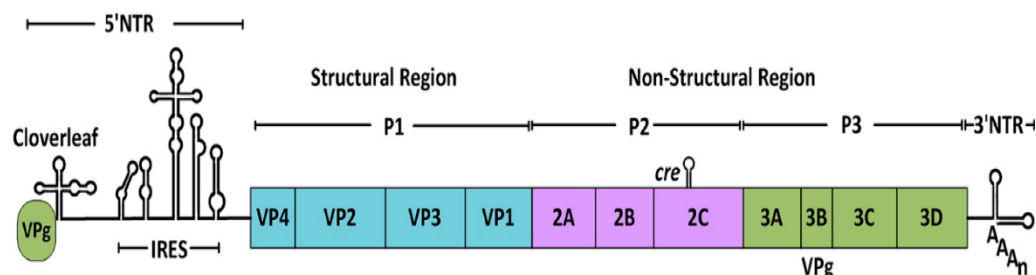 5'NTR
Structural Region
Non-Structural Region
P1
P2
P3
3'NTR
Cloverleaf
cre
VPg
VP4
VP2
VP3
VP1
2A
2B
2C
3A
3B
3C
3D
IRES
VPg
AAAn